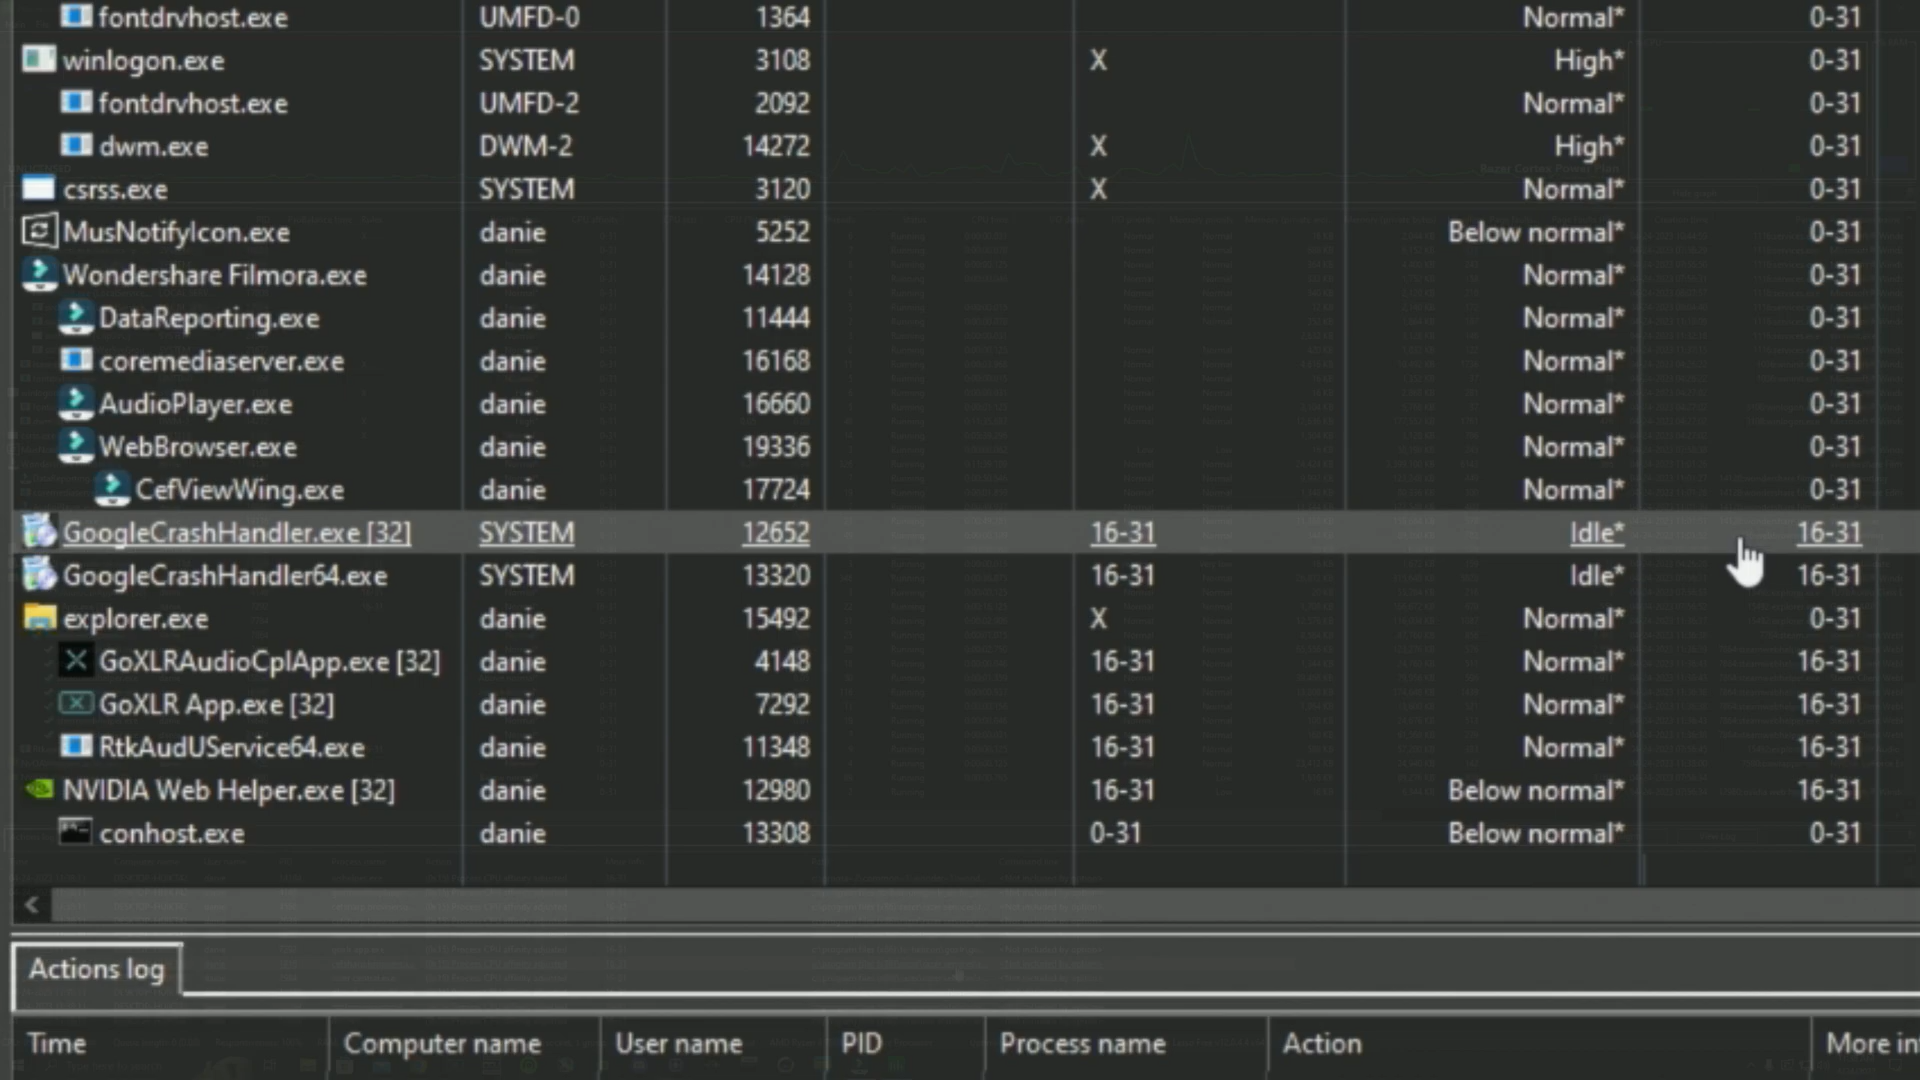 fontdrvhost.exe UMFD-0 1364 Normal* 0-31
winlogon.exe SYSTEM 3108 X High* 0-31
fontdrvhost.exe UMFD-2 2092 Normal* 0-31
dwm.exe DWM-2 14272 X High* 0-31
csrss.exe SYSTEM 3120 X Normal* 0-31
MusNotifyIcon.exe danie 5252 Below normal* 0-31
Wondershare Filmora.exe danie 14128 Normal* 0-31
DataReporting.exe danie 11444 Normal* 0-31
coremediaserver.exe danie 16168 Normal* 0-31
AudioPlayer.exe danie 16660 Normal* 0-31
WebBrowser.exe danie 19336 Normal* 0-31
CefViewWing.exe danie 17724 Normal* 0-31
GoogleCrashHandler.exe [32] SYSTEM 12652 16-31 Idle* 16-31
GoogleCrashHandler64.exe SYSTEM 13320 16-31 Idle* 16-31
explorer.exe danie 15492 X Normal* 0-31
GoXLRAudioCplApp.exe [32] danie 4148 16-31 Normal* 16-31
GoXLR App.exe [32] danie 7292 16-31 Normal* 16-31
RtkAudUService64.exe danie 11348 16-31 Normal* 16-31
NVIDIA Web Helper.exe [32] danie 12980 16-31 Below normal* 16-31
conhost.exe danie 13308 0-31 Below normal* 0-31
Actions log
Time Computer name User name PID Process name Action More in